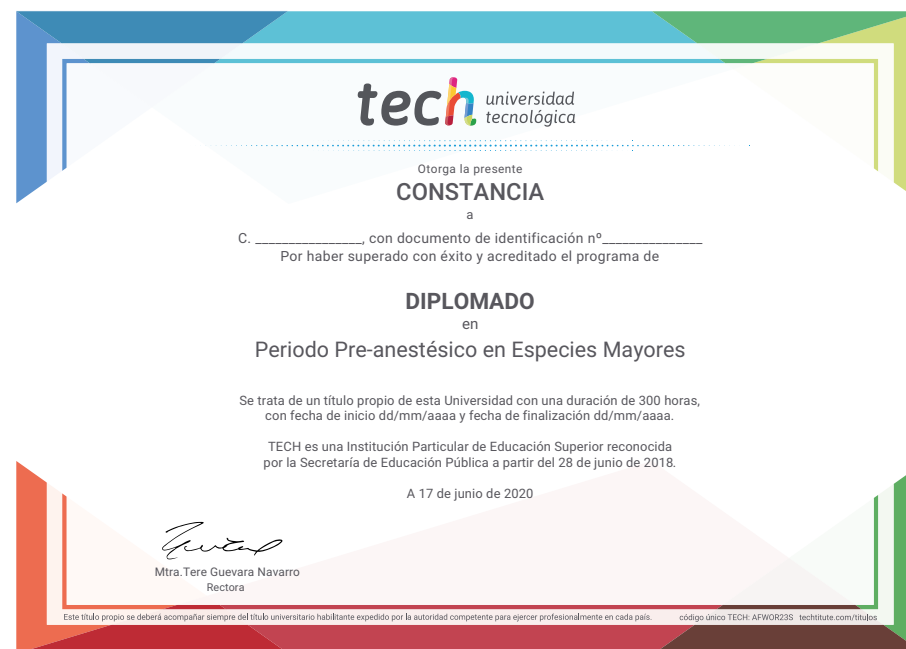 tech universidad
tecnológica
Otorga la presente
CONSTANCIA
a
C. ________________, con documento de identificación nº_______________
Por haber superado con éxito y acreditado el programa de
DIPLOMADO
en
Periodo Pre-anestésico en Especies Mayores
Se trata de un título propio de esta Universidad con una duración de 300 horas,
con fecha de inicio dd/mm/aaaa y fecha de finalización dd/mm/aaaa.
TECH es una Institución Particular de Educación Superior reconocida
por la Secretaría de Educación Pública a partir del 28 de junio de 2018.
A 17 de junio de 2020
Mtra.Tere Guevara Navarro
Rectora
Este título propio se deberá acompañar siempre del título universitario habilitante expedido por la autoridad competente para ejercer profesionalmente en cada país. código único TECH: AFWOR23S techtitute.com/titulos